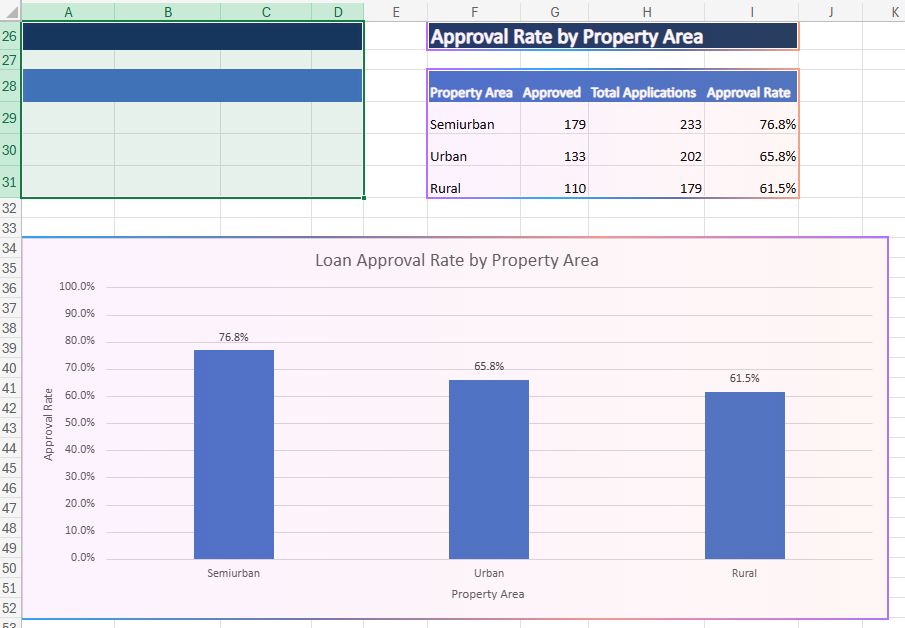 A B C D E F G H I J K
26 Approval Rate by Property Area
27
28 Property Area Approved Total Applications Approval Rate
29 Semiurban 179 233 76.8%
30 Urban 133 202 65.8%
31 Rural 110 179 61.5%
32
33
34
Loan Approval Rate by Property Area
35
36 100.0%
37 90.0%
38
39 80.0% 76.8%
40 70.0% 65.8%
41 60.0% 61.5%
42 50.0%
43
44 40.0%
45 30.0%
46
47 20.0%
48 10.0%
49
50 0.0%
Approval Rate
Semiurban Urban Rural
51
Property Area
52
53